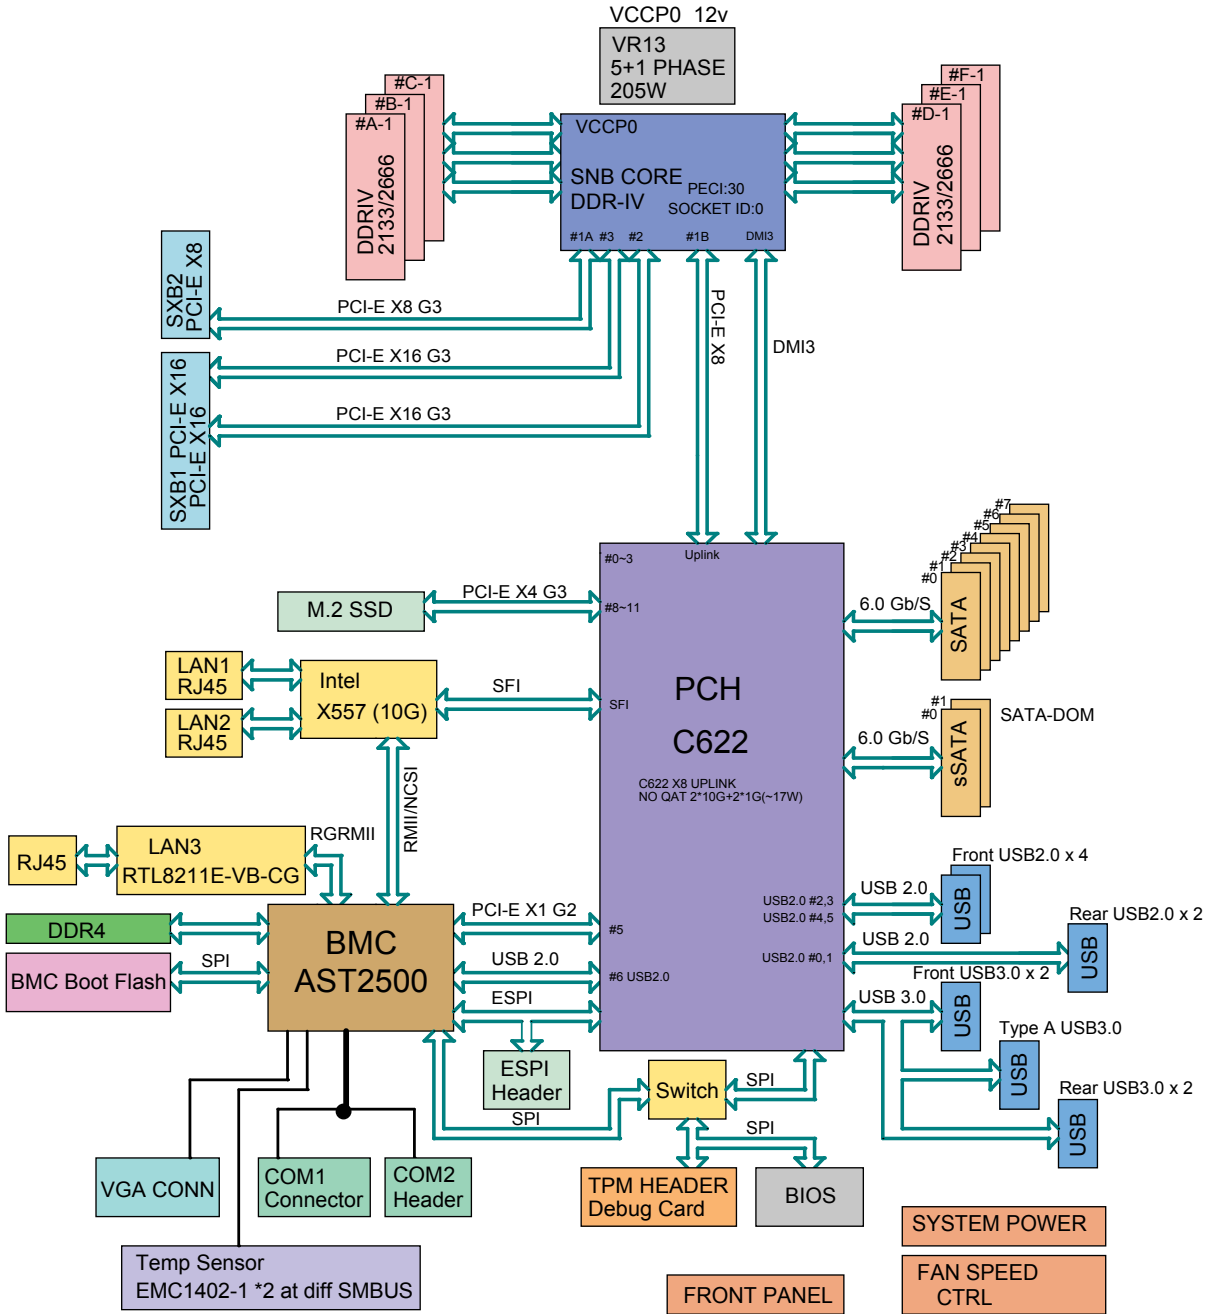 VCCP0 12v
VR13
5+1 PHASE
205W
#C-1
#B-1
#A-1
DDRIV
2133/2666
#F-1
#E-1
#D-1
DDRIV
2133/2666
VCCP0
SNB CORE
DDR-IV
PECI:30
SOCKET ID:0
#1A
#3
#2
#1B
DMI3
SXB2
PCI-E X8
PCI-E X8 G3
SXB1 PCI-E X16
PCI-E X16
PCI-E X16 G3
PCI-E X16 G3
PCI-E X8
DMI3
#0~3
Uplink
M.2 SSD
PCI-E X4 G3
#8~11
#7
#6
#5
#4
#3
#2
#1
#0
6.0 Gb/S
SATA
LAN1
RJ45
LAN2
RJ45
Intel
X557 (10G)
SFI
SFI
PCH
C622
C622 X8 UPLINK
NO QAT 2*10G+2*1G(~17W)
#1
#0
SATA-DOM
6.0 Gb/S
sSATA
RMII/NCSI
RJ45
LAN3
RTL8211E-VB-CG
RGRMII
DDR4
BMC Boot Flash
SPI
BMC
AST2500
PCI-E X1 G2
#5
USB 2.0
#6 USB2.0
ESPI
ESPI
Header
USB2.0 #2,3
USB2.0 #4,5
USB2.0 #0,1
Front USB2.0 x 4
USB 2.0
USB
Rear USB2.0 x 2
USB 2.0
USB
Front USB3.0 x 2
USB 3.0
USB
Type A USB3.0
USB
Rear USB3.0 x 2
USB
Switch
SPI
SPI
SPI
TPM HEADER
Debug Card
BIOS
VGA CONN
COM1
Connector
COM2
Header
Temp Sensor
EMC1402-1 *2 at diff SMBUS
SYSTEM POWER
FAN SPEED
CTRL
FRONT PANEL